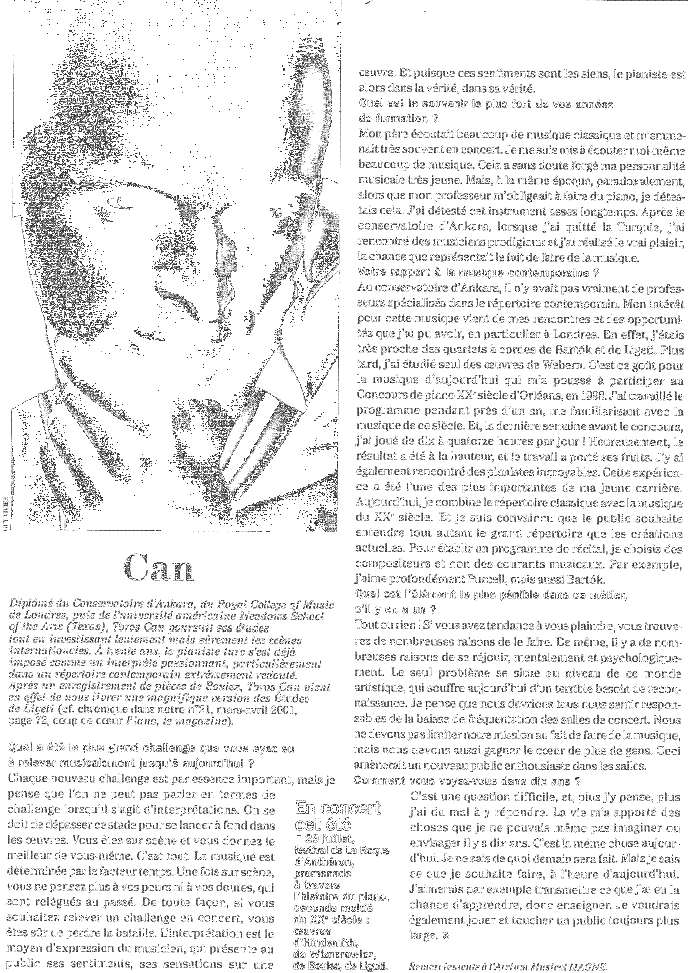 Can
Diplômé du Conservatoire d'Ankara, du Royal College of Music
de Londres, puis de l'université américaine Meadows School
of the Arts (Texas), Toros Can poursuit ses études
tout en investissant lentement mais sûrement les scènes
internationales. À trente ans, le pianiste turc s'est déjà
imposé comme un interprète passionnant, particulièrement
dans un répertoire contemporain extrêmement redouté.
Après un enregistrement de pièces de Boulez, Toros Can vient
en effet de nous livrer une magnifique version des Études
de Ligeti (cf. chronique dans notre n°21, mars-avril 2001,
page 72, coup de cœur Piano, le magazine).
Quel a été le plus grand challenge que vous ayez eu
à relever musicalement jusqu'à aujourd'hui ?
Chaque nouveau challenge est par essence important, mais je
pense que l'on ne peut pas parler en termes de
challenge lorsqu'il s'agit d'interprétations. On se
doit de dépasser ce stade pour se lancer à fond dans
les œuvres. Vous êtes sur scène et vous donnez le
meilleur de vous-même. C'est tout. La musique est
déterminée par le facteur temps. Une fois sur scène,
vous ne pensez plus à vos peurs ni à vos doutes, qui
sont relégués au passé. De toute façon, si vous
souhaitez relever un challenge en concert, vous
êtes sûr de perdre la bataille. L'interprétation est le
moyen d'expression du musicien, qui présente au
public ses sentiments, ses sensations sur une
En concert
cet été
29 juillet,
festival de La Roque
d'Anthéron,
promenade
à travers
l'histoire du piano,
seconde moitié
du XXe siècle :
œuvres
d'Hindemith,
de Wissmer,
de Boulez, de Ligeti.
œuvre. Et puisque ces sentiments sont les siens, le pianiste est
alors dans la vérité, dans sa vérité.
Quel est le souvenir le plus fort de vos années
de formation ?
Mon père écoutait beaucoup de musique classique et m'emme-
nait très souvent en concert. Je me suis mis à écouter moi-même
beaucoup de musique. Cela a sans doute forgé ma personnalité
musicale très jeune. Mais, à la même époque, paradoxalement,
alors que mon professeur m'obligeait à faire du piano, je détes-
tais cela. J'ai détesté cet instrument assez longtemps. Après le
conservatoire d'Ankara, lorsque j'ai quitté la Turquie, j'ai
rencontré des musiciens prodigieux et j'ai réalisé le vrai plaisir,
la chance que représentait le fait de faire de la musique.
Votre rapport à la musique contemporaine ?
Au conservatoire d'Ankara, il n'y avait pas vraiment de profes-
seurs spécialisés dans le répertoire contemporain. Mon intérêt
pour cette musique vient de mes rencontres et des opportuni-
tés que j'ai pu avoir, en particulier à Londres. En effet, j'étais
très proche des quartets à cordes de Bartók et de Ligeti. Plus
tard, j'ai étudié seul des œuvres de Webern. C'est ce goût pour
la musique d'aujourd'hui qui m'a poussé à participer au
Concours de piano XXe siècle d'Orléans, en 1998. J'ai travaillé le
programme pendant près d'un an, me familiarisant avec la
musique de ce siècle. Et, la dernière semaine avant le concours,
j'ai joué de dix à quatorze heures par jour ! Heureusement, le
résultat a été à la hauteur, et le travail a porté ses fruits. J'y ai
également rencontré des pianistes incroyables. Cette expérien-
ce a été l'une des plus importantes de ma jeune carrière.
Aujourd'hui, je combine le répertoire classique avec la musique
du XXe siècle. Et je suis convaincu que le public souhaite
entendre tout autant le grand répertoire que les créations
actuelles. Pour établir un programme de récital, je choisis des
compositeurs et non des courants musicaux. Par exemple,
j'aime profondément Purcell, mais aussi Bartók.
Quel est l'élément le plus pénible dans ce métier,
s'il y en a un ?
Tout ou rien ! Si vous avez tendance à vous plaindre, vous trouve-
rez de nombreuses raisons de le faire. De même, il y a de nom-
breuses raisons de se réjouir, mentalement et psychologique-
ment. Le seul problème se situe au niveau de ce monde
artistique, qui souffre aujourd'hui d'un terrible besoin de recon-
naissance. Je pense que nous devrions tous nous sentir respon-
sables de la baisse de fréquentation des salles de concert. Nous
ne devons pas limiter notre mission au fait de faire de la musique,
mais nous devons aussi gagner le cœur de plus de gens. Ceci
amènerait un nouveau public enthousiaste dans les salles.
Comment vous voyez-vous dans dix ans ?
C'est une question difficile, et, plus j'y pense, plus
j'ai du mal à y répondre. La vie m'a apporté des
choses que je ne pouvais même pas imaginer ou
envisager il y a dix ans. C'est la même chose aujour-
d'hui. Je ne sais de quoi demain sera fait. Mais je sais
ce que je souhaite faire, à l'heure d'aujourd'hui.
J'aimerais par exemple transmettre ce que j'ai eu la
chance d'apprendre, donc enseigner. Je voudrais
également jouer et toucher un public toujours plus
large.
Remerciements à l'Action Musical MAGNE.